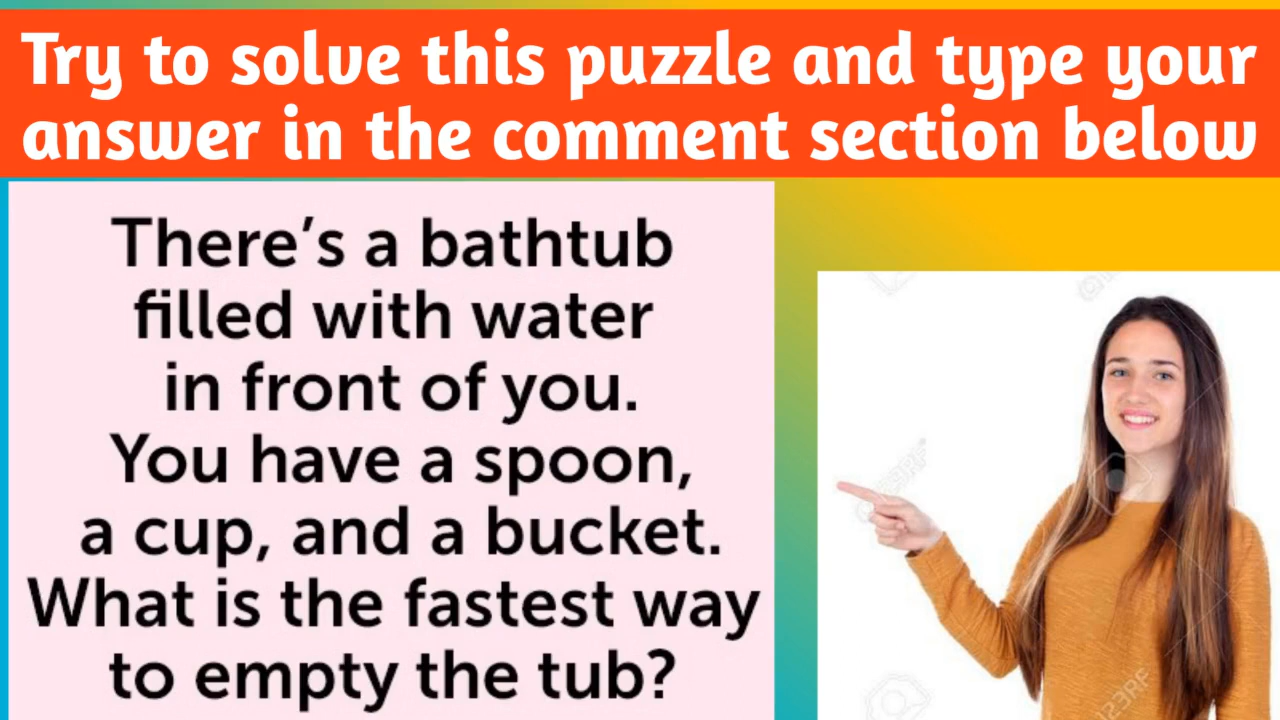 Try to solve this puzzle and type your
answer in the comment section below
There’s a bathtub
filled with water
in front of you.
You have a spoon,
a cup, and a bucket.
What is the fastest way
to empty the tub?
123RF
123RF